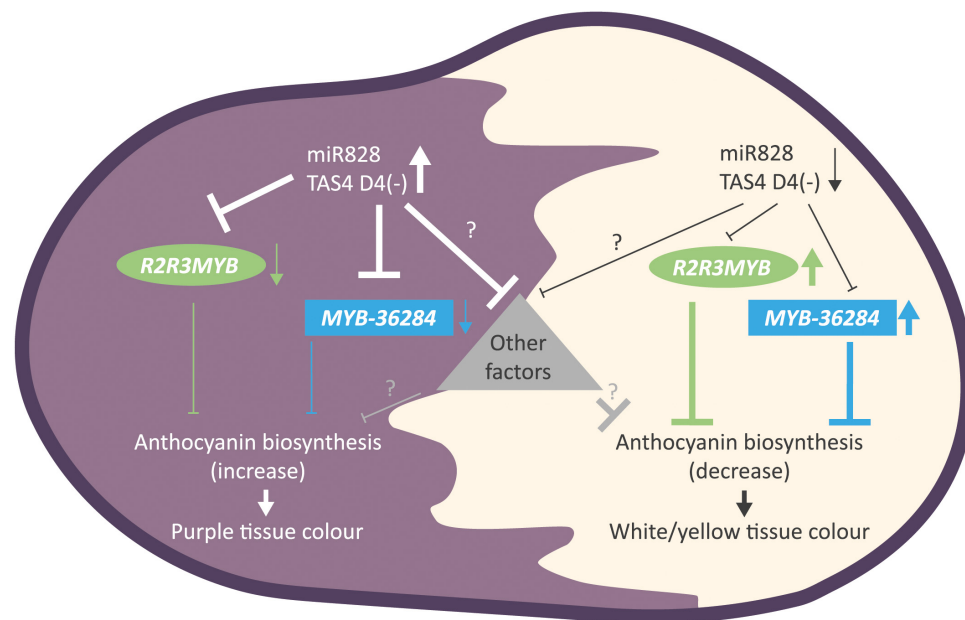 miR828
TAS4 D4(-)
?
R2R3MYB
MYB-36284
?
Anthocyanin biosynthesis
(increase)
Purple tissue colour
Other
factors
miR828
TAS4 D4(-)
?
R2R3MYB
MYB-36284
?
Anthocyanin biosynthesis
(decrease)
White/yellow tissue colour